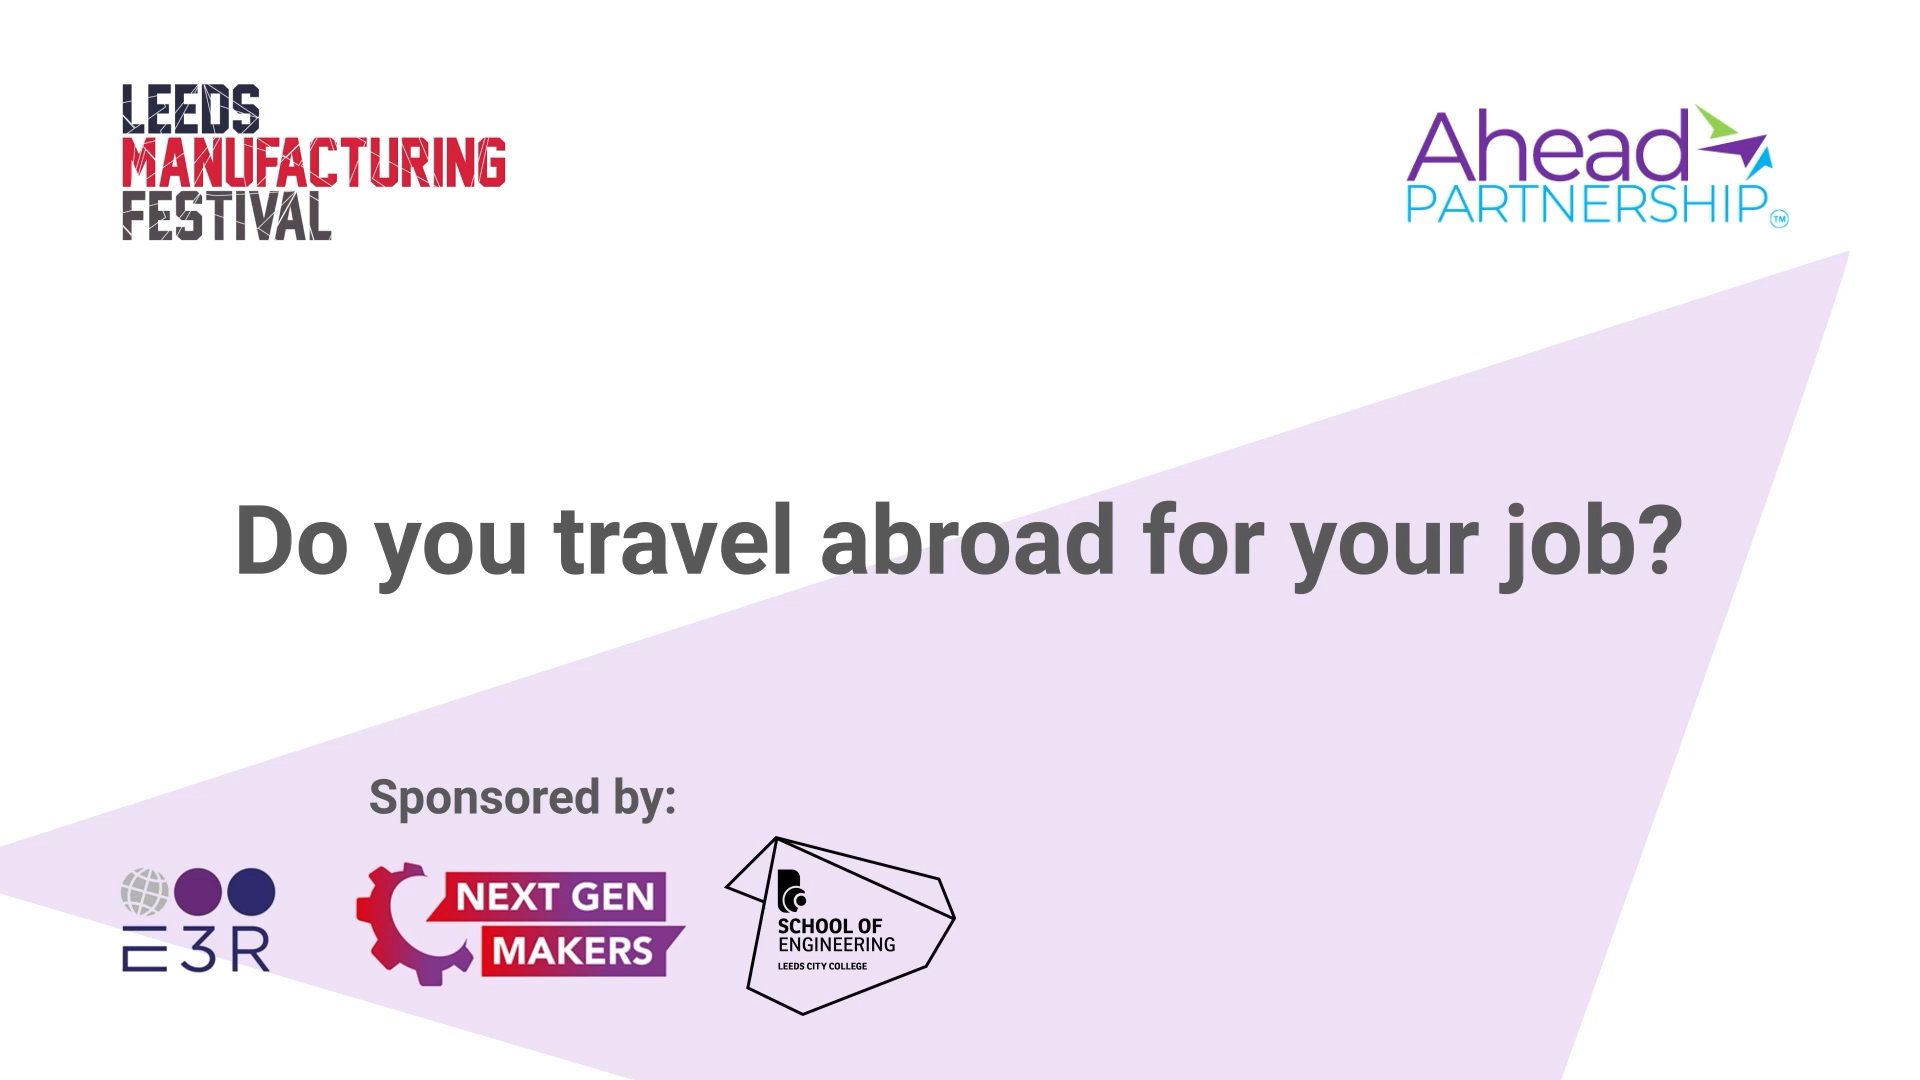 LEEDS
MANUFACTURING
FESTIVAL
Ahead
PARTNERSHIP™
Do you travel abroad for your job?
Sponsored by:
E3R
NEXT GEN
MAKERS
SCHOOL OF
ENGINEERING
LEEDS CITY COLLEGE